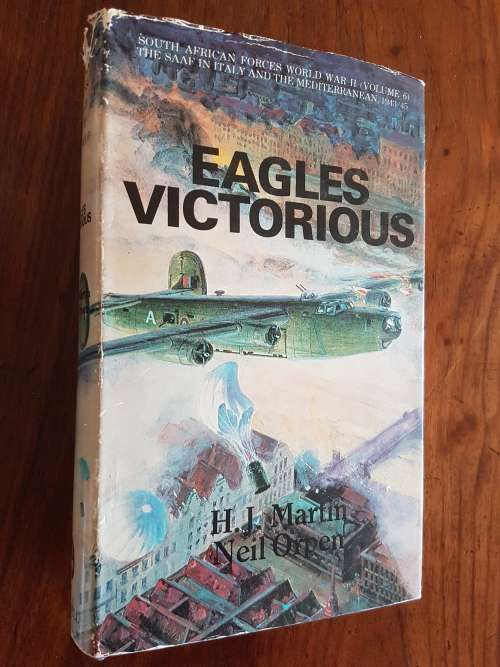 SOUTH AFRICAN FORCES WORLD WAR II (VOLUME 6)
THE SAAF IN ITALY AND THE MEDITERRANEAN, 1943-45
EAGLES
VICTORIOUS
A
H. J. Martin
Neil Orpen